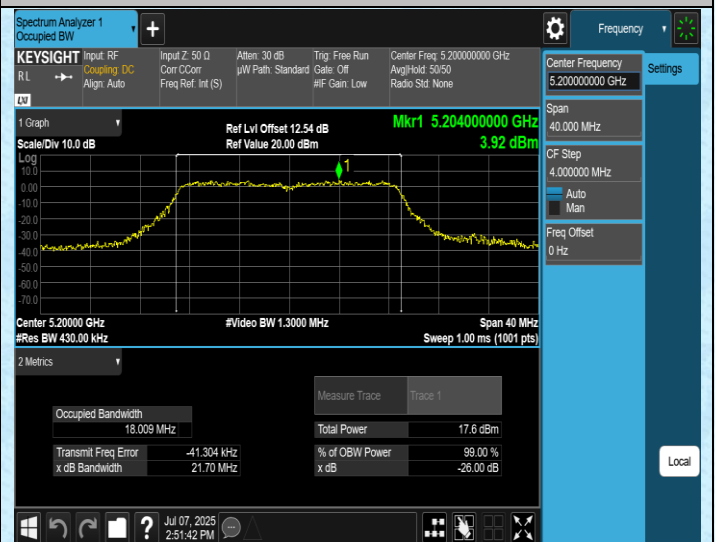 Spectrum Analyzer 1
Occupied BW
+
Frequency
KEYSIGHT
RL
LXI
Input: RF
Coupling: DC
Align: Auto
Input Z: 50 Ω
Corr CCorr
Freq Ref: Int (S)
Atten: 30 dB
µW Path: Standard
Trig: Free Run
Gate: Off
#IF Gain: Low
Center Freq: 5.200000000 GHz
Avg|Hold: 50/50
Radio Std: None
Center Frequency
5.200000000 GHz
Settings
Span
40.000 MHz
CF Step
4.000000 MHz
Auto
Man
Freq Offset
0 Hz
Local
1 Graph
Scale/Div 10.0 dB
Ref Lvl Offset 12.54 dB
Ref Value 20.00 dBm
Mkr1 5.204000000 GHz
3.92 dBm
Log
10.0
0.00
-10.0
-20.0
-30.0
-40.0
-50.0
-60.0
-70.0
1
Center 5.20000 GHz
#Video BW 1.3000 MHz
Span 40 MHz
#Res BW 430.00 kHz
Sweep 1.00 ms (1001 pts)
2 Metrics
Measure Trace
Trace 1
Occupied Bandwidth
18.009 MHz
Total Power
17.6 dBm
Transmit Freq Error
-41.304 kHz
% of OBW Power
99.00 %
x dB Bandwidth
21.70 MHz
x dB
-26.00 dB
?
Jul 07, 2025
2:51:42 PM